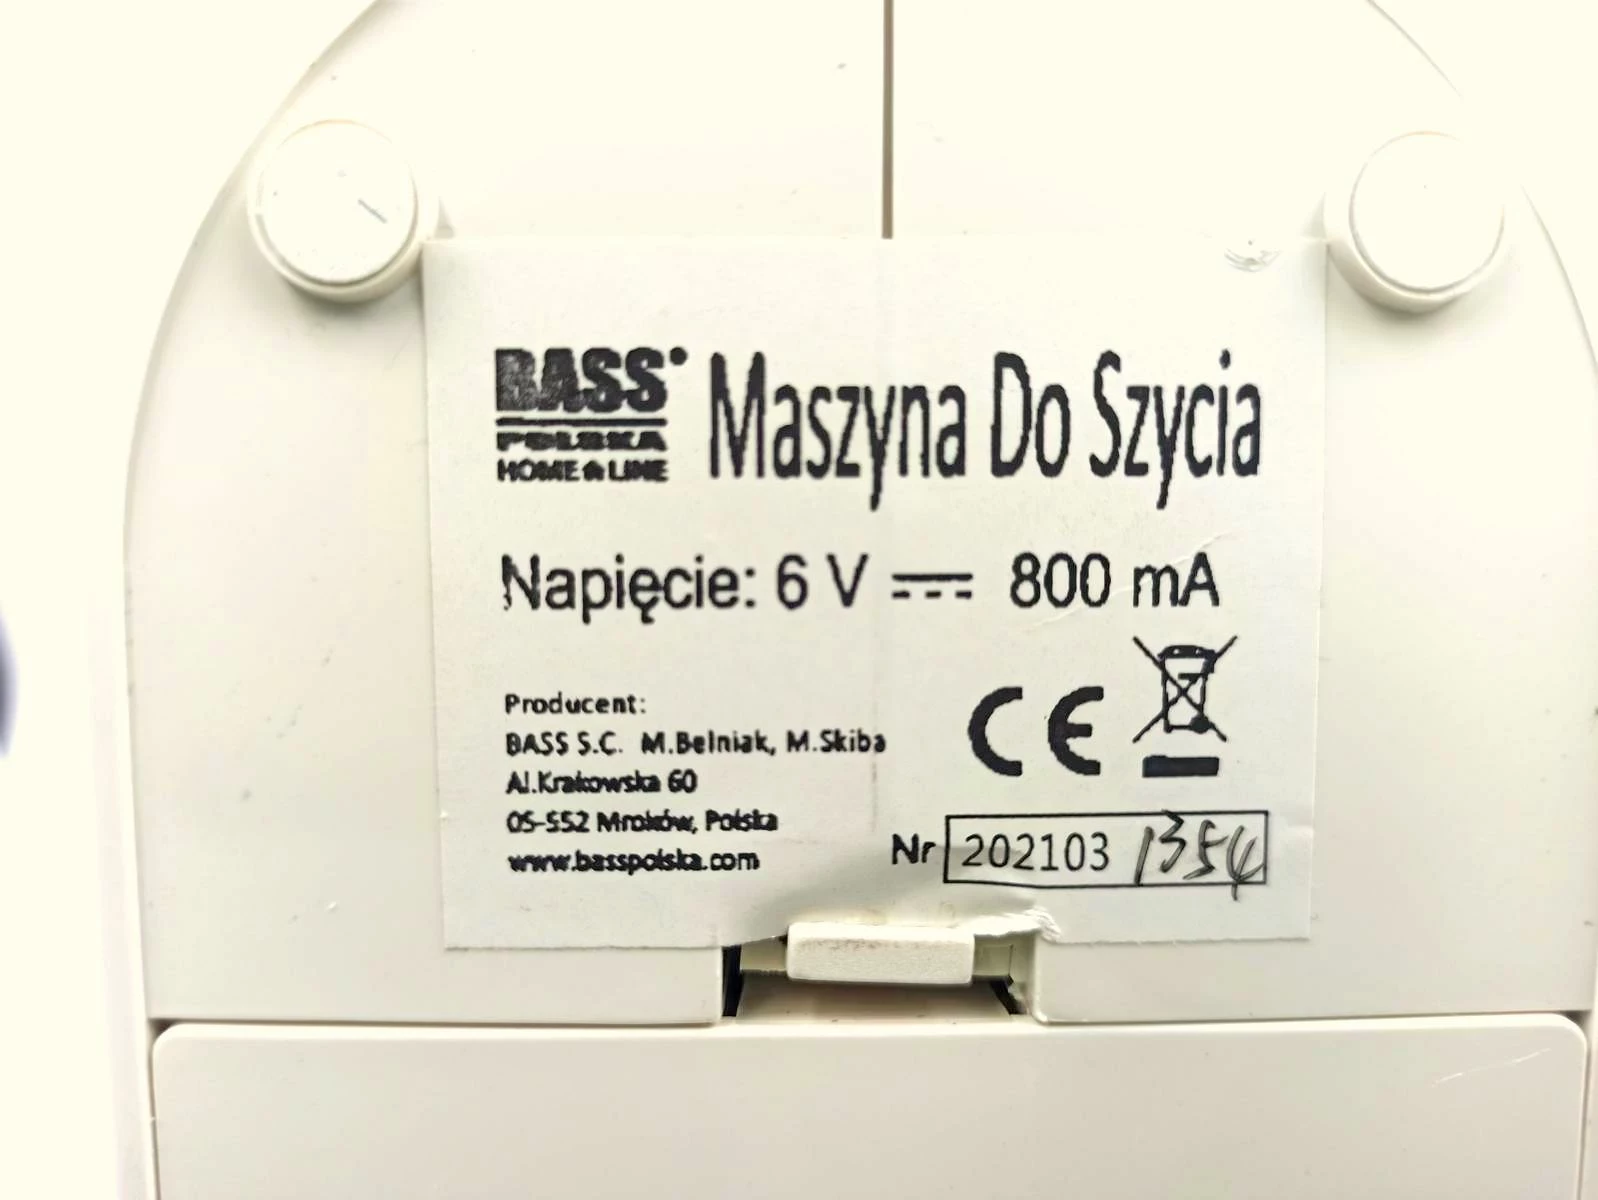 BASS
POLSKA
HOME & LINE
Maszyna Do Szycia
Napięcie: 6 V 800 mA
Producent:
BASS S.C. M.Belniak, M.Skiba
Al.Krakowska 60
05-552 Mroków, Polska
www.basspolska.com
CE
Nr 202103 1354